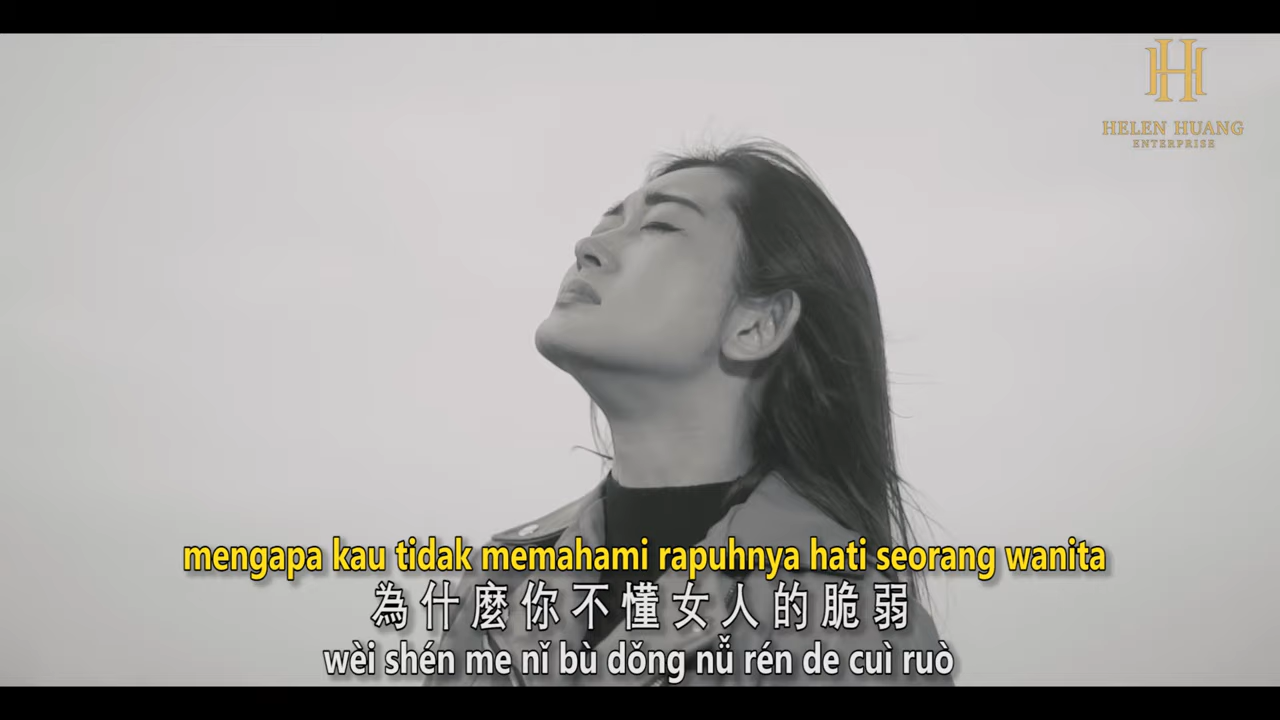 HH
HELEN HUANG
ENTERPRISE
mengapa kau tidak memahami rapuhnya hati seorang wanita
為什麼你不懂女人的脆弱
wèi shén me nǐ bù dǒng nǚ rén de cuì ruò